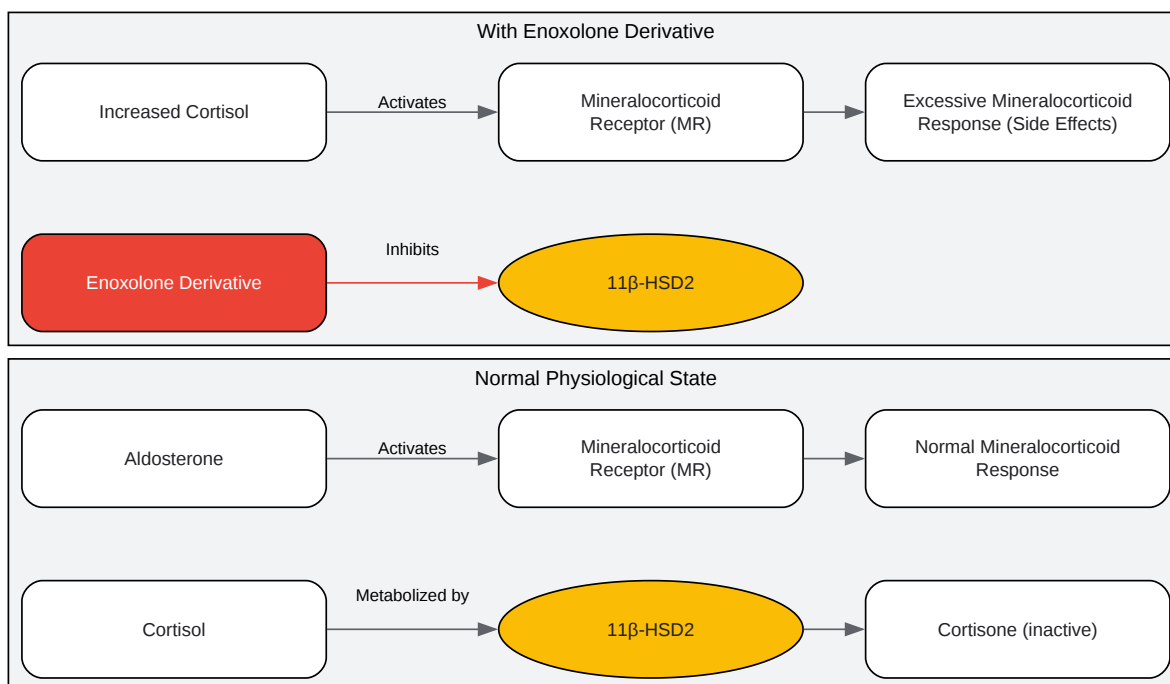 With Enoxolone Derivative
Increased Cortisol
Activates
Mineralocorticoid
Receptor (MR)
Excessive Mineralocorticoid
Response (Side Effects)
Enoxolone Derivative
Inhibits
11β-HSD2
Normal Physiological State
Aldosterone
Activates
Mineralocorticoid
Receptor (MR)
Normal Mineralocorticoid
Response
Cortisol
Metabolized by
11β-HSD2
Cortisone (inactive)